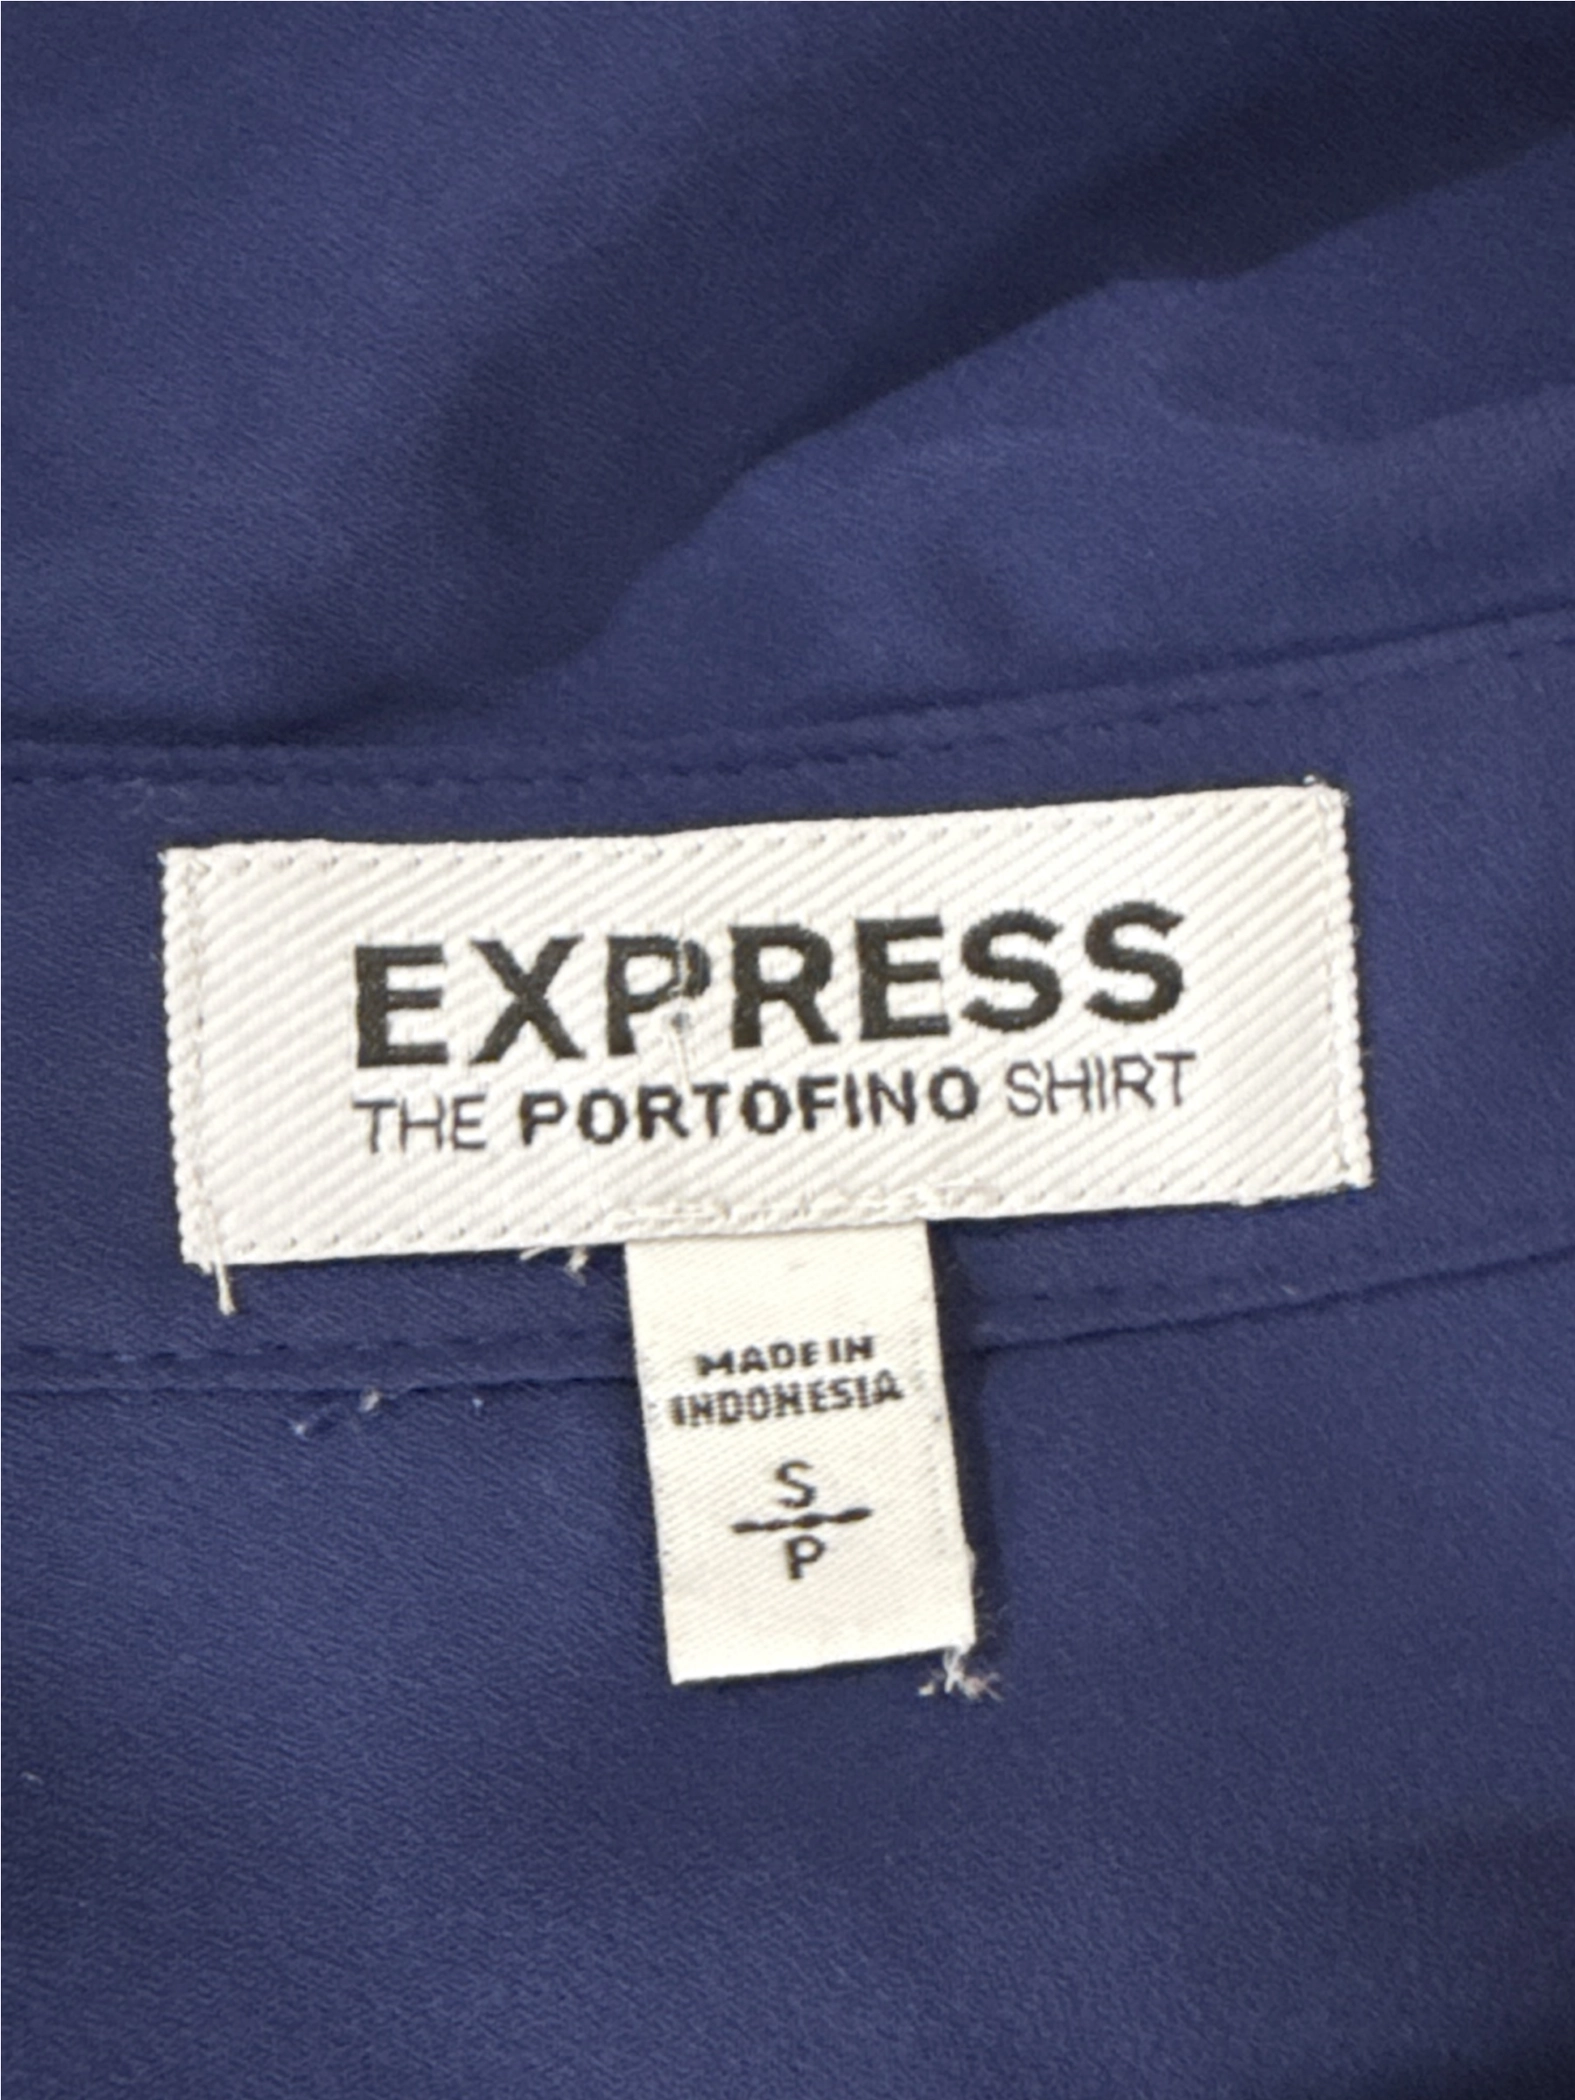 EXPRESS
THE PORTOFINO SHIRT
MADE IN
INDONESIA
S
P